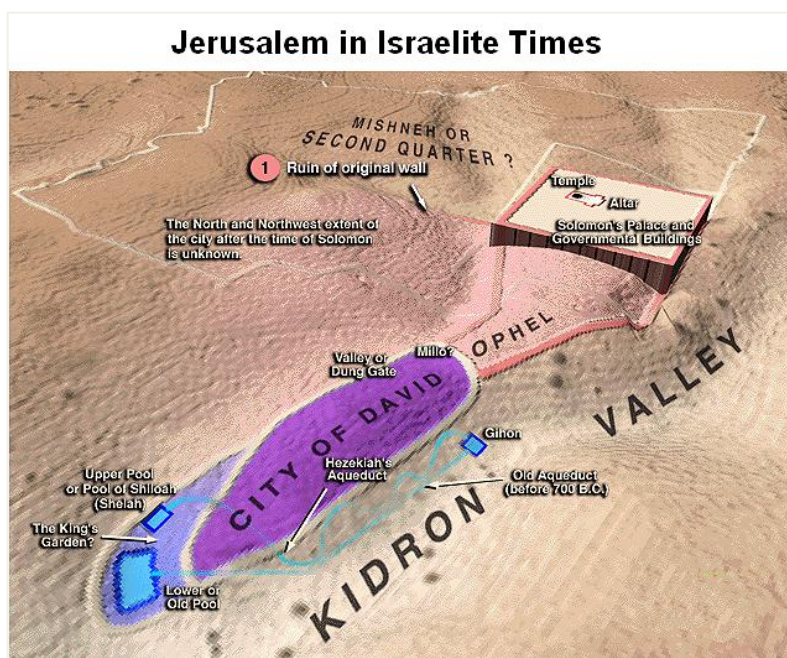 Jerusalem in Israelite Times
MISHNEH OR
SECOND QUARTER ?
1
Ruin of original wall
Temple
Altar
Solomon's Palace and
Governmental Buildings
The North and Northwest extent of
the city after the time of Solomon
is unknown.
OPHEL
Millo?
Valley or
Dung Gate
CITY OF DAVID
VALLEY
Gihon
Hezekiah's
Aqueduct
Old Aqueduct
(before 700 B.C.)
Upper Pool
or Pool of Shiloah
(Shelah)
The King's
Garden?
KIDRON
Lower or
Old Pool